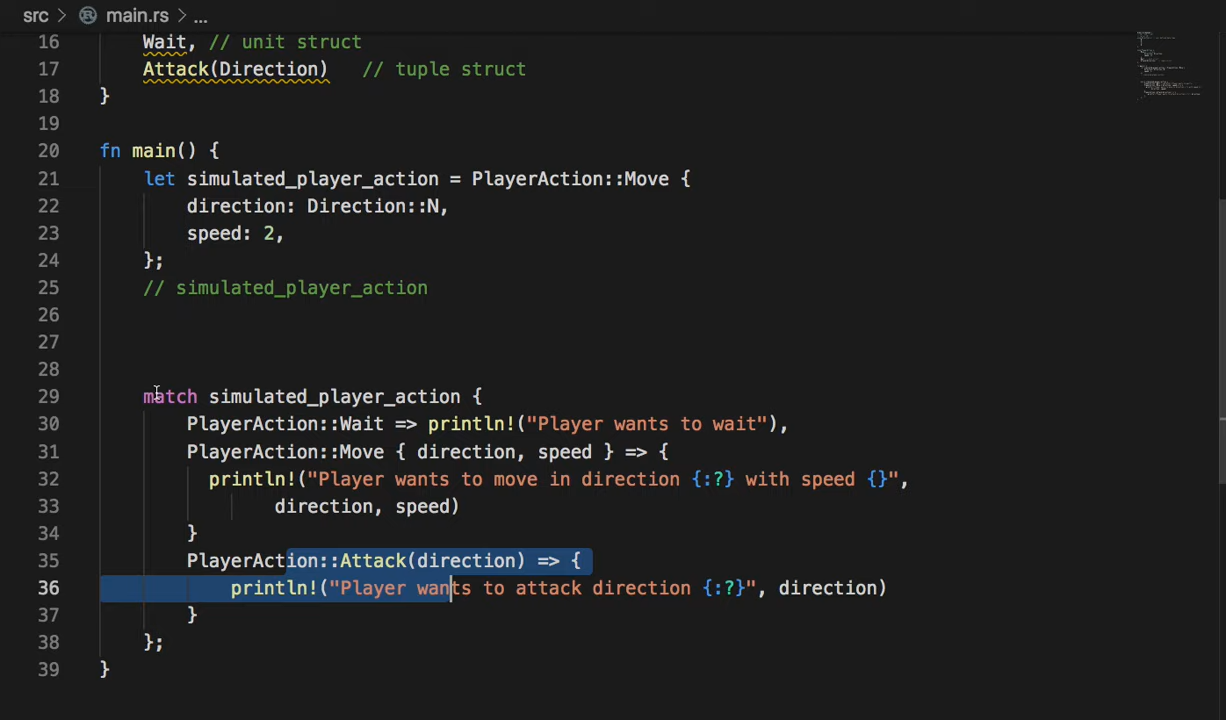 src > main.rs > ...
16 Wait, // unit struct
17 Attack(Direction) // tuple struct
18 }
19
20 fn main() {
21 let simulated_player_action = PlayerAction::Move {
22 direction: Direction::N,
23 speed: 2,
24 };
25 // simulated_player_action
26
27
28
29 match simulated_player_action {
30 PlayerAction::Wait => println!("Player wants to wait"),
31 PlayerAction::Move { direction, speed } => {
32 println!("Player wants to move in direction {:?} with speed {}",
33 direction, speed)
34 }
35 PlayerAction::Attack(direction) => {
36 println!("Player wants to attack direction {:?}", direction)
37 }
38 };
39 }